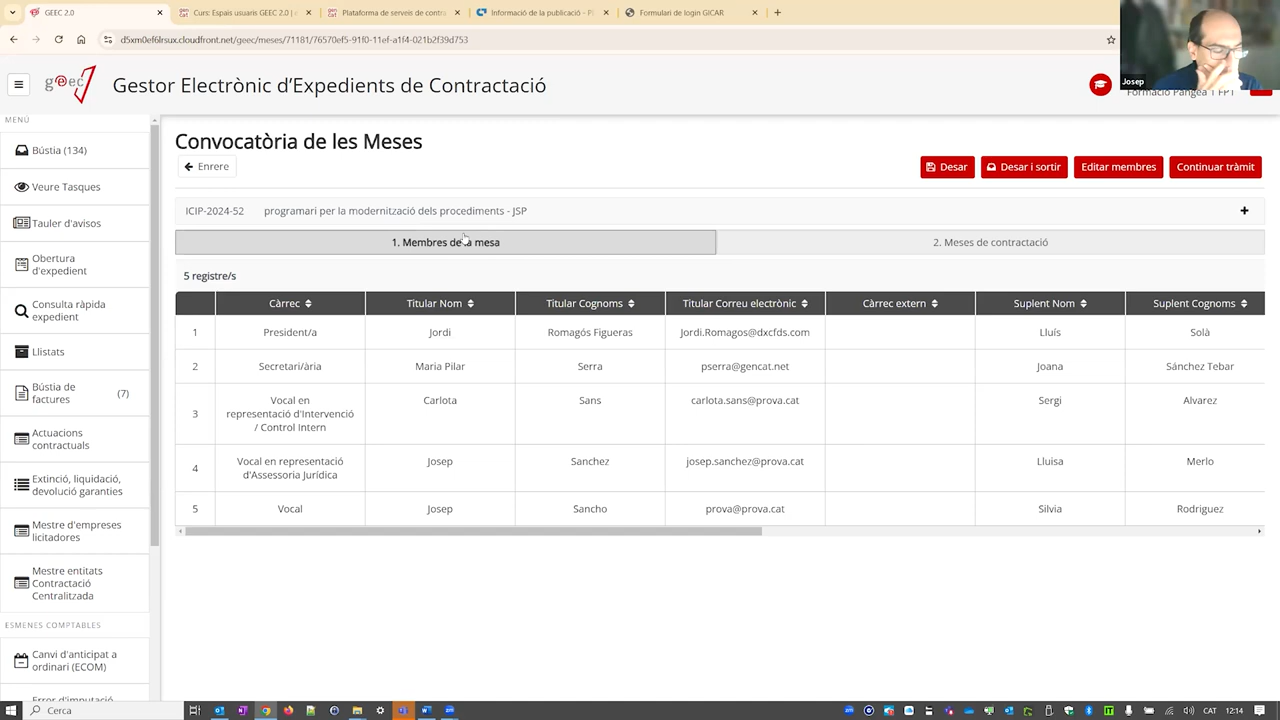 GEEC 2.0
Curs: Espais usuaris GEEC 2.0 | e
Plataforma de serveis de contra
Informació de la publicació - Pl
Formulari de login GICAR
d5xm0ef6lrsux.cloudfront.net/geec/meses/71181/76570ef5-91f0-11ef-a1f4-021b2f39d753
Josep
geec
Gestor Electrònic d'Expedients de Contractació
Formació Pangea 1 FP1
MENÚ
Bústia (134)
Veure Tasques
Tauler d'avisos
Obertura
d'expedient
Consulta ràpida
expedient
Llistats
Bústia de
factures
(7)
Actuacions
contractuals
Extinció, liquidació,
devolució garanties
Mestre d'empreses
licitadores
Mestre entitats
Contractació
Centralitzada
ESMENES COMPTABLES
Canvi d'anticipat a
ordinari (ECOM)
Error d'imputació
Convocatòria de les Meses
Enrere
Desar
Desar i sortir
Editar membres
Continuar tràmit
ICIP-2024-52 programari per la modernització dels procediments - JSP
1. Membres de la mesa
2. Meses de contractació
5 registre/s
Càrrec Titular Nom Titular Cognoms Titular Correu electrònic Càrrec extern Suplent Nom Suplent Cognoms
1 President/a Jordi Romagós Figueras Jordi.Romagos@dxcfds.com Lluís Solà
2 Secretari/ària Maria Pilar Serra pserra@gencat.net Joana Sánchez Tebar
3 Vocal en representació d'Intervenció / Control Intern Carlota Sans carlota.sans@prova.cat Sergi Alvarez
4 Vocal en representació d'Assessoria Jurídica Josep Sanchez josep.sanchez@prova.cat Lluisa Merlo
5 Vocal Josep Sancho prova@prova.cat Silvia Rodriguez
Cerca
CAT
12:14